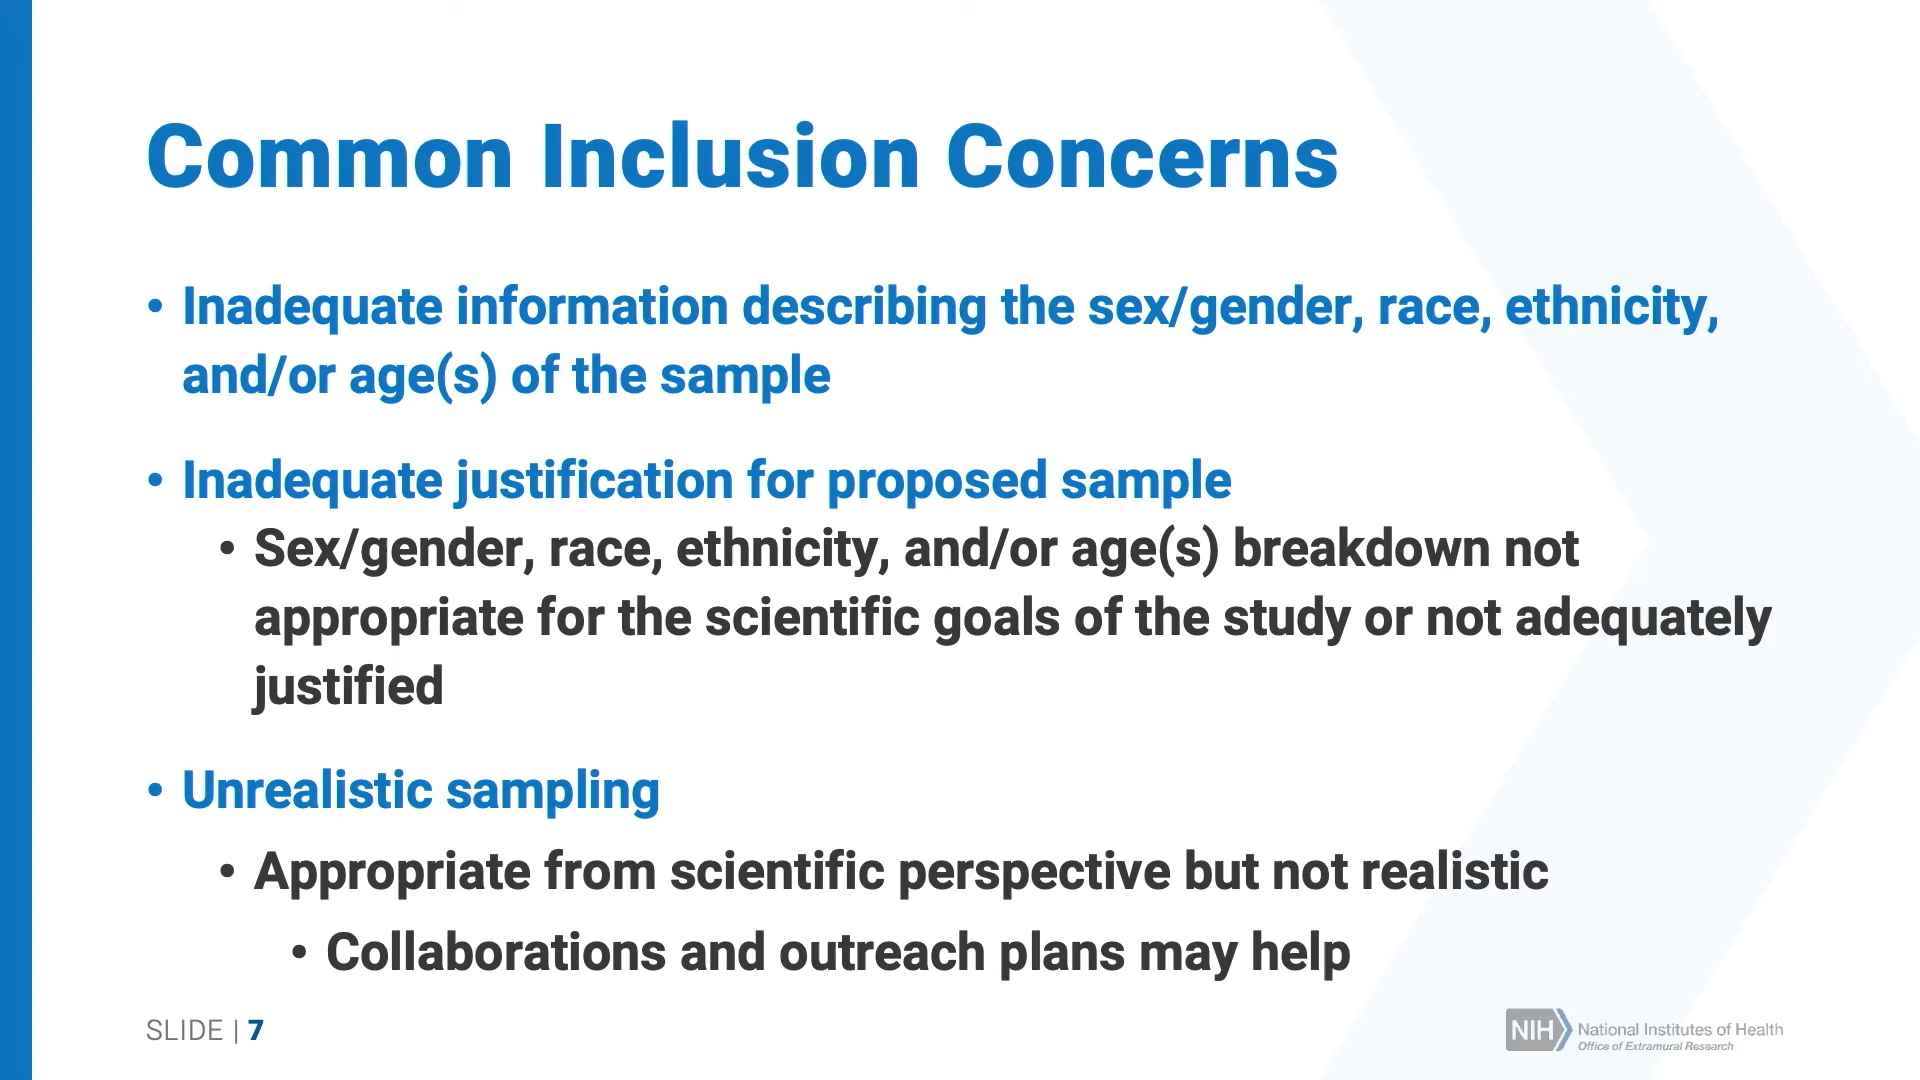 Common Inclusion Concerns
• Inadequate information describing the sex/gender, race, ethnicity,
and/or age(s) of the sample
• Inadequate justification for proposed sample
• Sex/gender, race, ethnicity, and/or age(s) breakdown not
appropriate for the scientific goals of the study or not adequately
justified
• Unrealistic sampling
• Appropriate from scientific perspective but not realistic
• Collaborations and outreach plans may help
SLIDE | 7
NIH National Institutes of Health
Office of Extramural Research